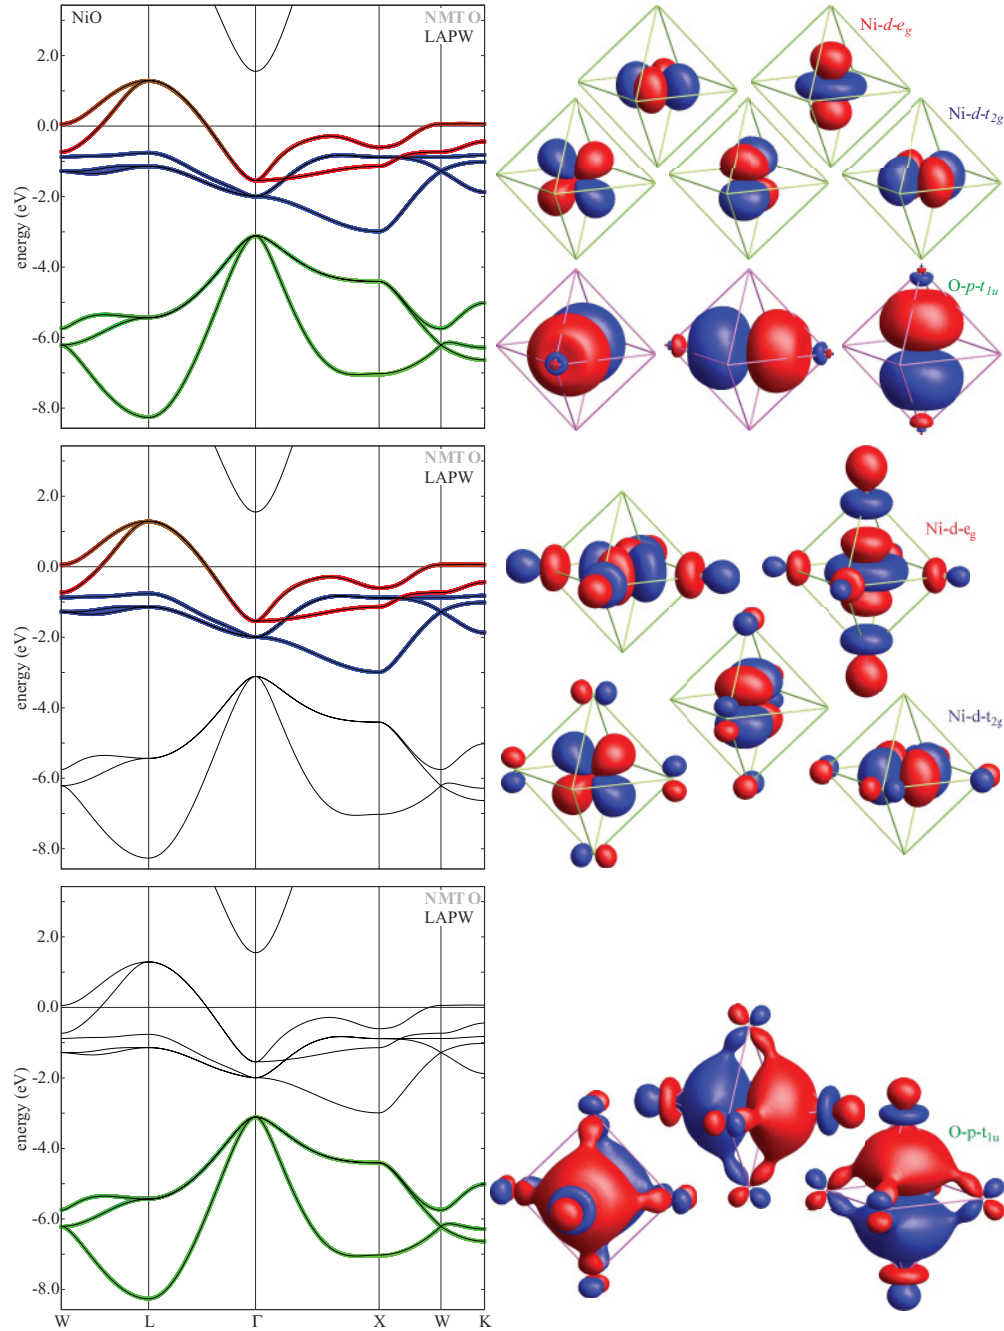 NiO
NMTO
LAPW
2.0
0.0
-2.0
-4.0
-6.0
-8.0
energy (eV)
Ni-d-eg
Ni-d-t2g
O-p-t1u
NMTO
LAPW
2.0
0.0
-2.0
-4.0
-6.0
-8.0
energy (eV)
Ni-d-eg
Ni-d-t2g
NMTO
LAPW
2.0
0.0
-2.0
-4.0
-6.0
-8.0
energy (eV)
O-p-t1u
W L Γ X W K